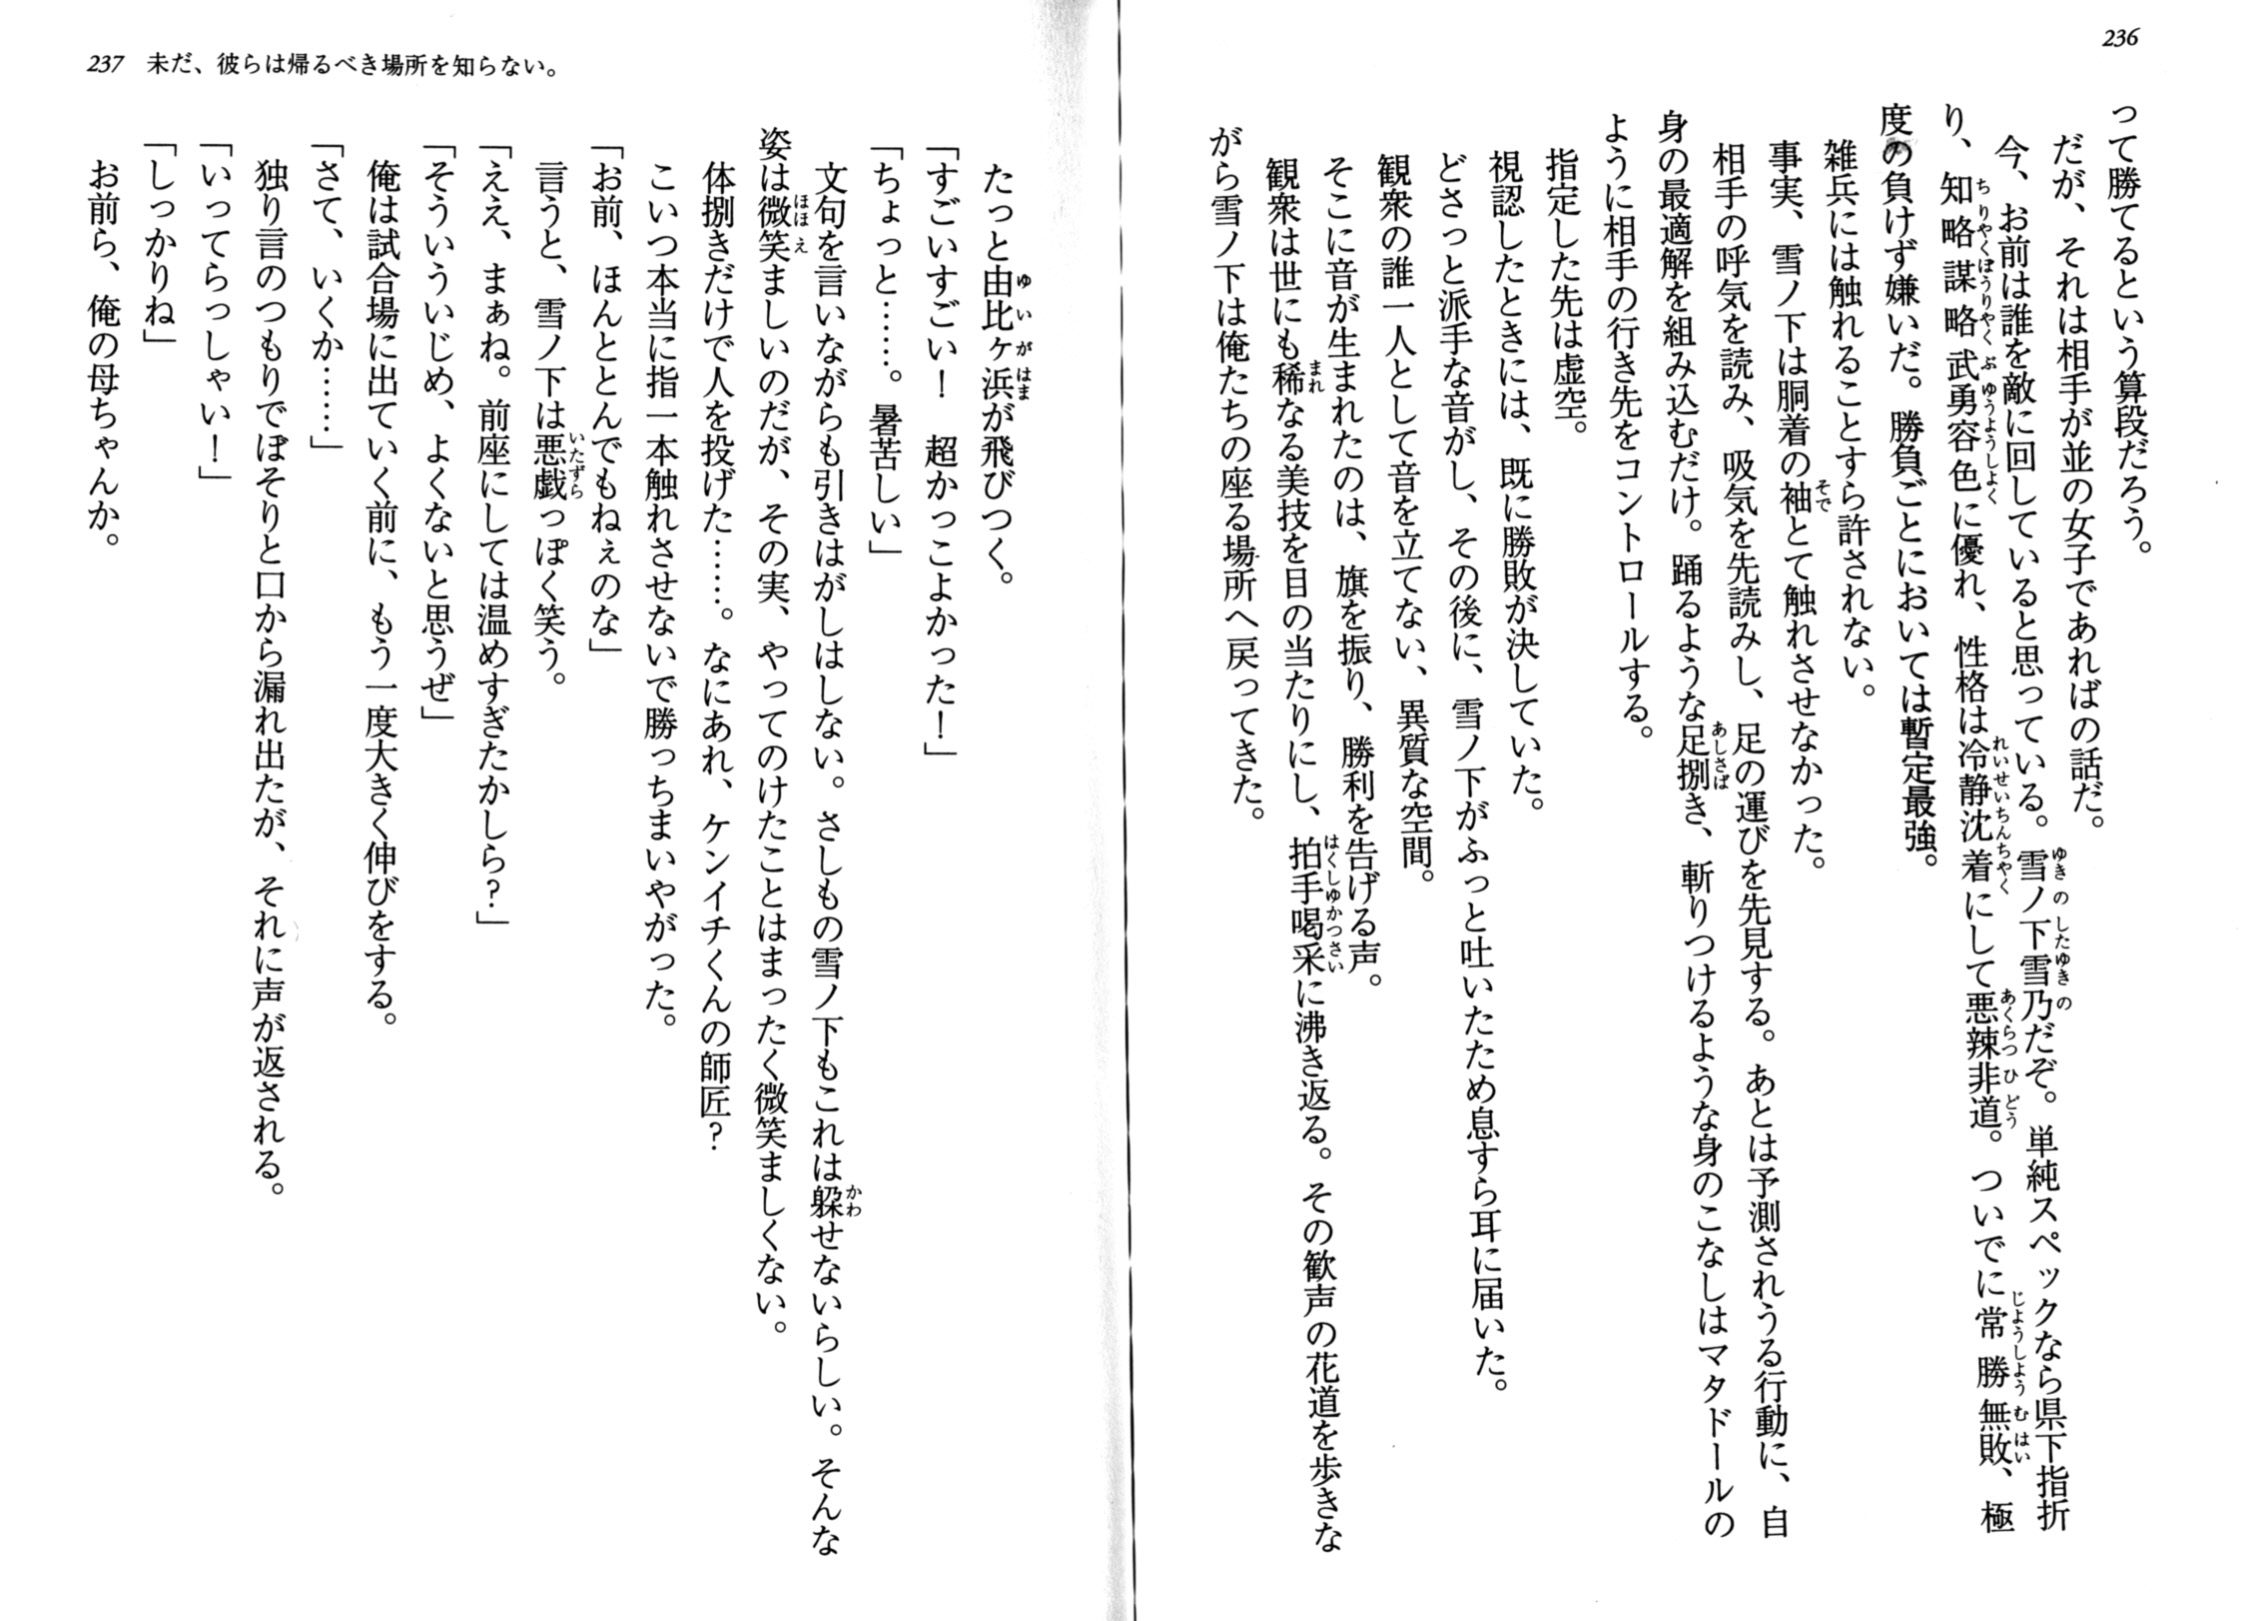 236
って勝てるという算段だろう。
だが、それは相手が並の女子であればの話だ。
今、お前は誰を敵に回していると思っている。雪ノ下雪乃だぞ。単純スペックなら県下指折
り、知略謀略武勇容色に優れ、性格は冷静沈着にして悪辣非道。ついでに常勝無敗、極
度の負けず嫌いだ。勝負ごとにおいては暫定最強。
雑兵には触れることすら許されない。
事実、雪ノ下は胴着の袖とて触れさせなかった。
相手の呼気を読み、吸気を先読みし、足の運びを先見する。あとは予測されうる行動に、自
身の最適解を組み込むだけ。踊るような足捌き、斬りつけるような身のこなしはマタドールの
ように相手の行き先をコントロールする。
指定した先は虚空。
視認したときには、既に勝敗が決していた。
どさっと派手な音がし、その後に、雪ノ下がふっと吐いたため息すら耳に届いた。
観衆の誰一人として音を立てない、異質な空間。
そこに音が生まれたのは、旗を振り、勝利を告げる声。
観衆は世にも稀なる美技を目の当たりにし、拍手喝采に沸き返る。その歓声の花道を歩きな
がら雪ノ下は俺たちの座る場所へ戻ってきた。
237 未だ、彼らは帰るべき場所を知らない。
たっと由比ヶ浜が飛びつく。
「すごいすごい！　超かっこよかった！」
「ちょっと……。暑苦しい」
文句を言いながらも引きはがしはしない。さしもの雪ノ下もこれは躱せないらしい。そんな
姿は微笑ましいのだが、その実、やってのけたことはまったく微笑ましくない。
体捌きだけで人を投げた……。なにあれ、ケンイチくんの師匠？
こいつ本当に指一本触れさせないで勝っちまいやがった。
「お前、ほんととんでもねぇのな」
言うと、雪ノ下は悪戯っぽく笑う。
「ええ、まぁね。前座にしては温めすぎたかしら？」
「そういういじめ、よくないと思うぜ」
俺は試合場に出ていく前に、もう一度大きく伸びをする。
「さて、いくか……」
独り言のつもりでぼそりと口から漏れ出たが、それに声が返される。
「いってらっしゃい！」
「しっかりね」
お前ら、俺の母ちゃんか。